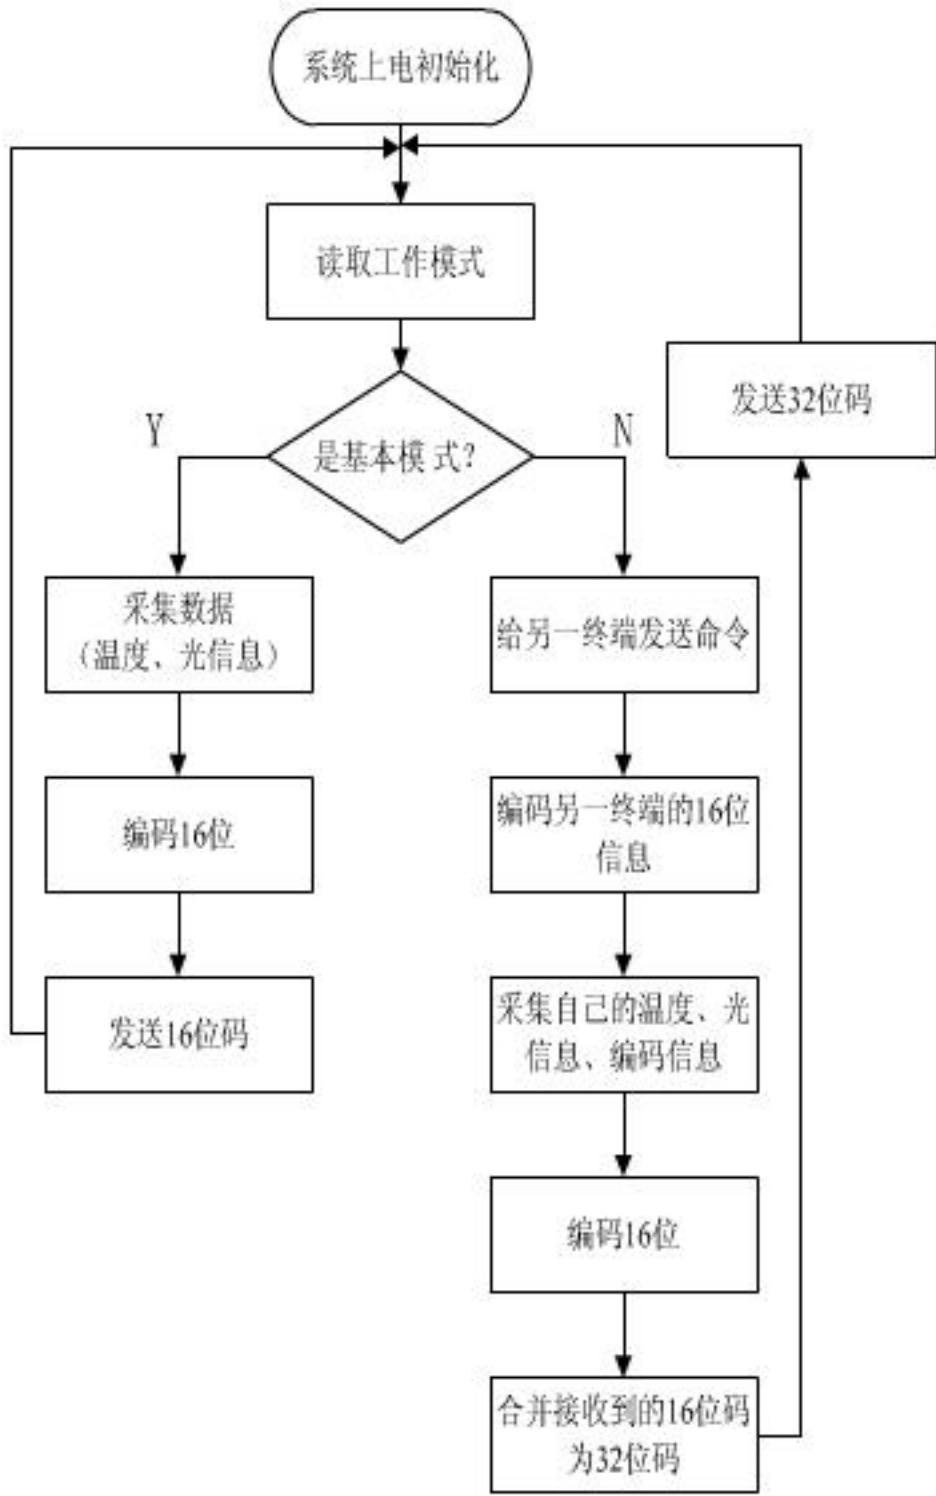 系统上电初始化
读取工作模式
发送32位码
Y
N
是基本模 式?
采集数据
（温度、光信息）
给另一终端发送命令
编码16位
编码另一终端的16位
信息
发送16位码
采集自己的温度、光
信息、编码信息
编码16位
合并接收到的16位码
为32位码